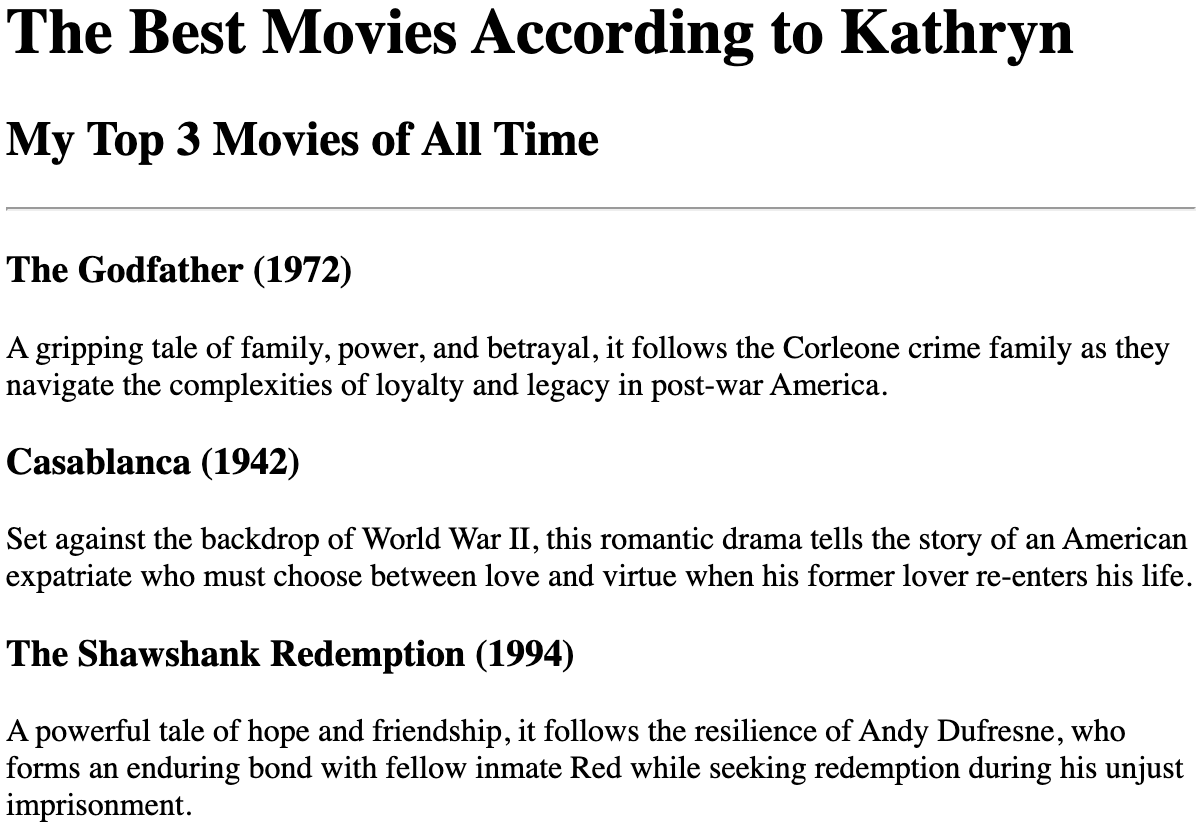 The Best Movies According to Kathryn
My Top 3 Movies of All Time
The Godfather (1972)
A gripping tale of family, power, and betrayal, it follows the Corleone crime family as they
navigate the complexities of loyalty and legacy in post-war America.
Casablanca (1942)
Set against the backdrop of World War II, this romantic drama tells the story of an American
expatriate who must choose between love and virtue when his former lover re-enters his life.
The Shawshank Redemption (1994)
A powerful tale of hope and friendship, it follows the resilience of Andy Dufresne, who
forms an enduring bond with fellow inmate Red while seeking redemption during his unjust
imprisonment.